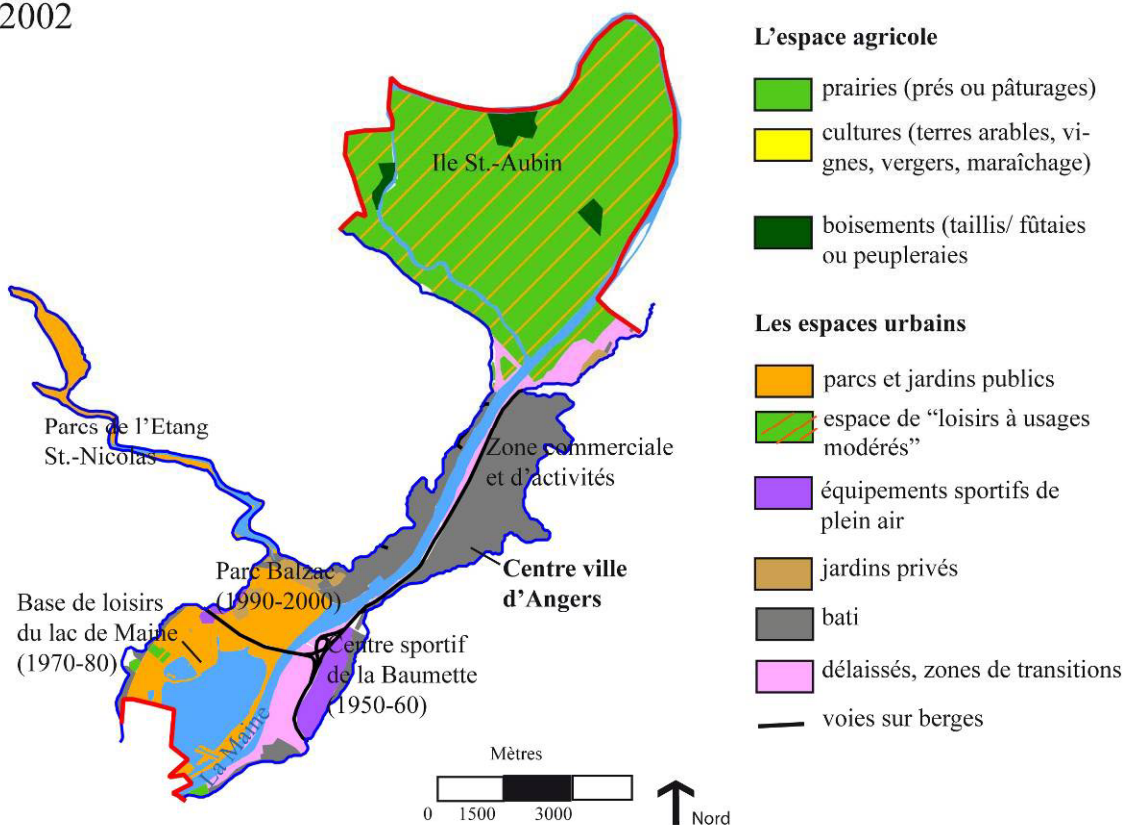 2002
Ile St.-Aubin
Parcs de l’Etang
St.-Nicolas
Zone commerciale
et d’activités
Centre ville
d’Angers
Parc Balzac
(1990-2000)
Base de loisirs
du lac de Maine
(1970-80)
Centre sportif
de la Baumette
(1950-60)
La Maine
Mètres
0 1500 3000
Nord
L’espace agricole
prairies (prés ou pâturages)
cultures (terres arables, vi-
gnes, vergers, maraîchage)
boisements (taillis/ fûtaies
ou peupleraies
Les espaces urbains
parcs et jardins publics
espace de “loisirs à usages
modérés”
équipements sportifs de
plein air
jardins privés
bati
délaissés, zones de transitions
voies sur berges